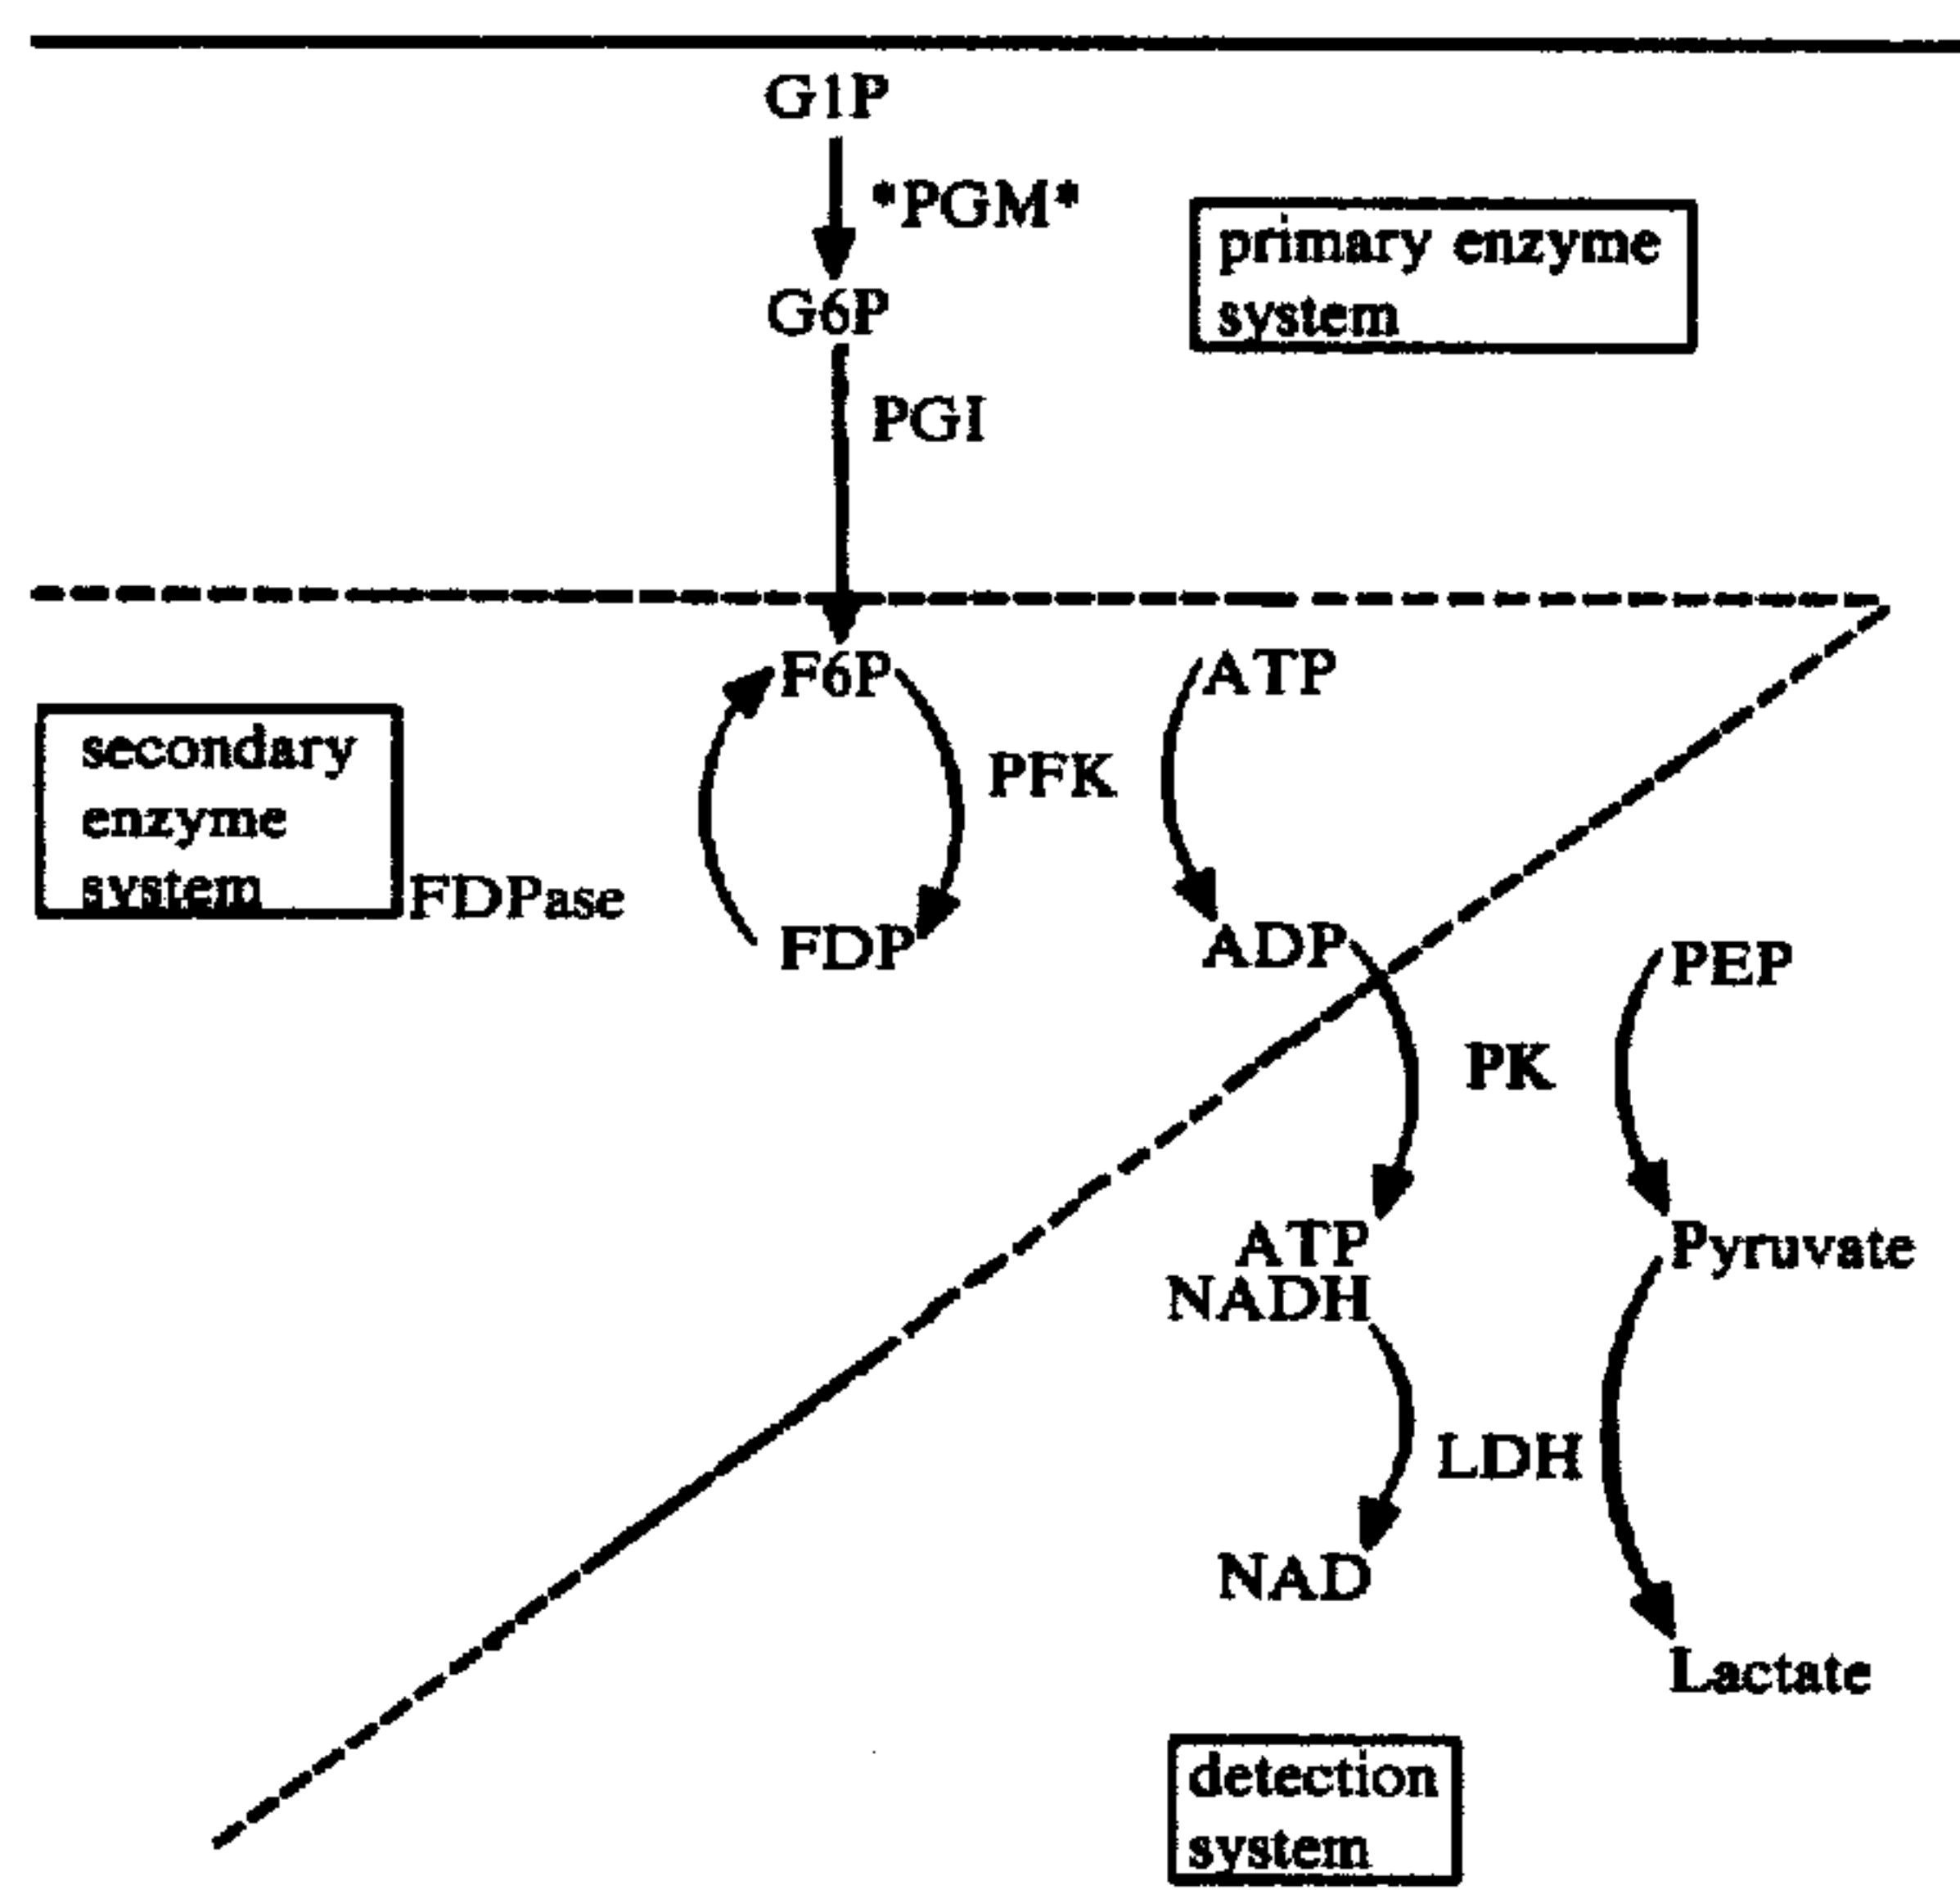 G1P
*PGM*
primary enzyme
system
G6P
PGI
F6P
ATP
secondary
enzyme
system
PFK
FDPase
FDP
ADP
PEP
PK
ATP
Pyruvate
NADH
LDH
NAD
Lactate
detection
system